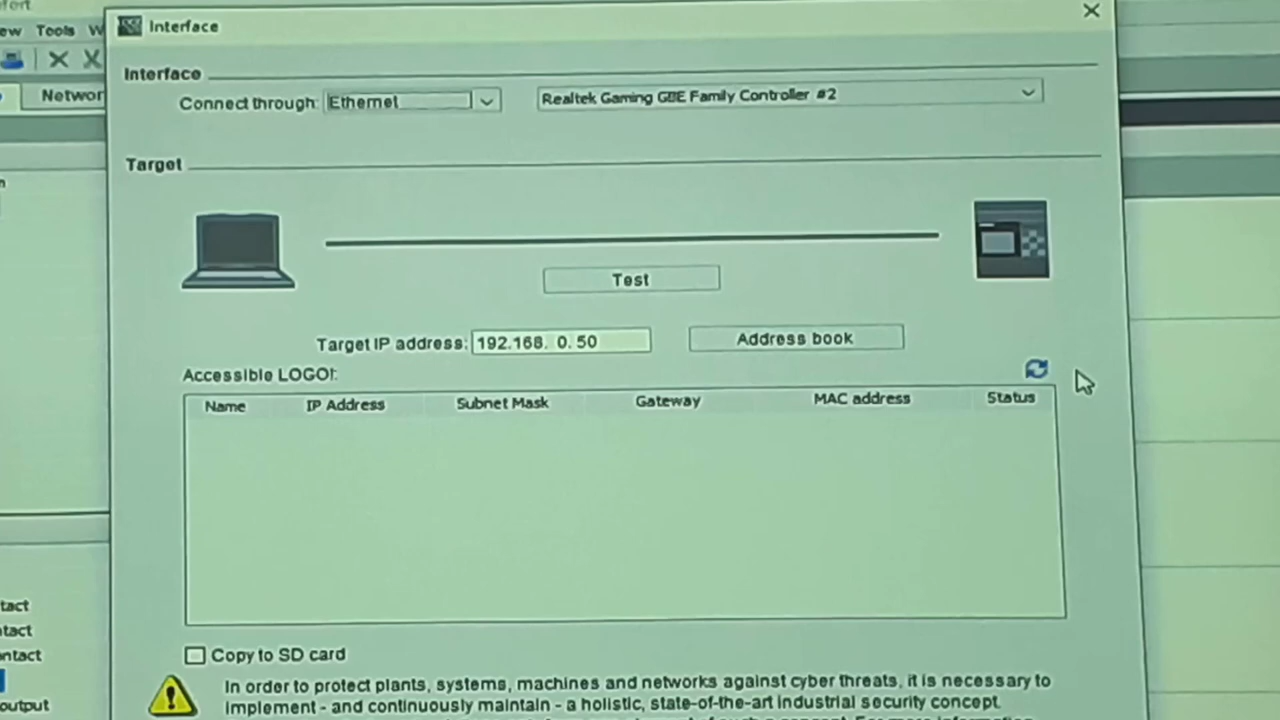 Interface
Tools
Interface
Connect through: Ethernet Realtek Gaming GBE Family Controller #2
Networ
Target
Test
Target IP address: 192.168. 0. 50 Address book
Accessible LOGO!:
Name IP Address Subnet Mask Gateway MAC address Status
tact
Copy to SD card
ntact
In order to protect plants, systems, machines and networks against cyber threats, it is necessary to
implement - and continuously maintain - a holistic, state-of-the-art industrial security concept.
output